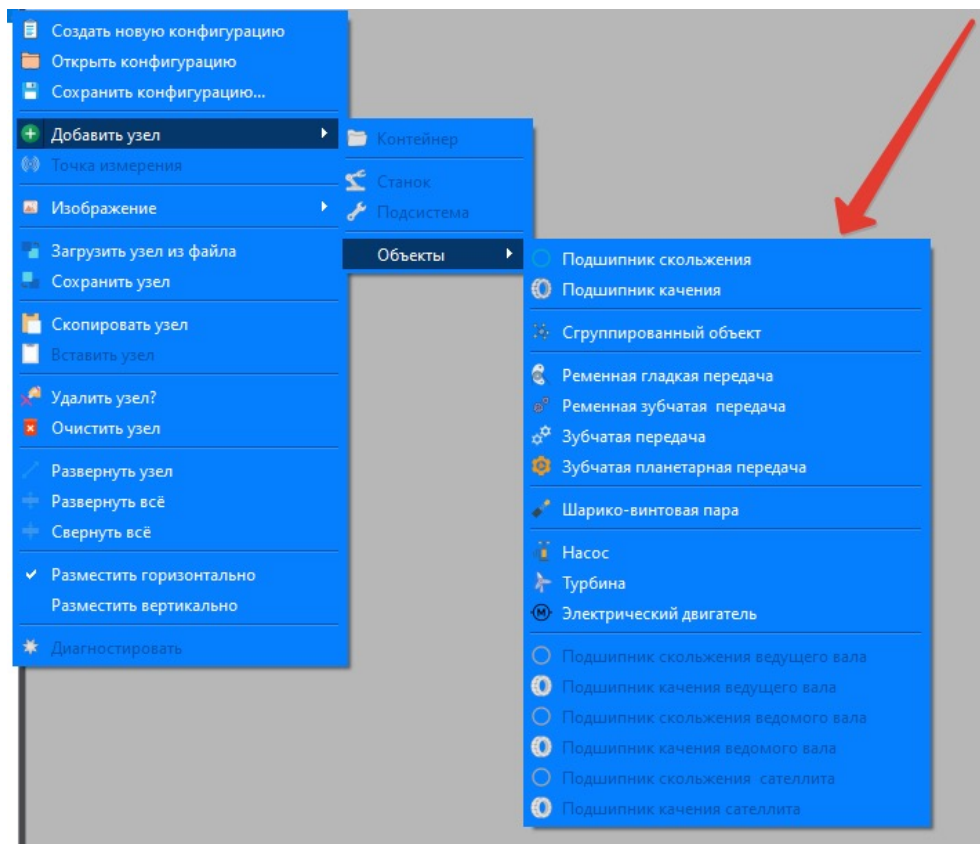 Создать новую конфигурацию
Открыть конфигурацию
Сохранить конфигурацию...
Добавить узел
Точка измерения
Изображение
Загрузить узел из файла
Сохранить узел
Скопировать узел
Вставить узел
Удалить узел?
Очистить узел
Развернуть узел
Развернуть всё
Свернуть всё
Разместить горизонтально
Разместить вертикально
Диагностировать
Контейнер
Станок
Подсистема
Объекты
Подшипник скольжения
Подшипник качения
Сгруппированный объект
Ременная гладкая передача
Ременная зубчатая передача
Зубчатая передача
Зубчатая планетарная передача
Шарико-винтовая пара
Насос
Турбина
Электрический двигатель
Подшипник скольжения ведущего вала
Подшипник качения ведущего вала
Подшипник скольжения ведомого вала
Подшипник качения ведомого вала
Подшипник скольжения сателлита
Подшипник качения сателлита